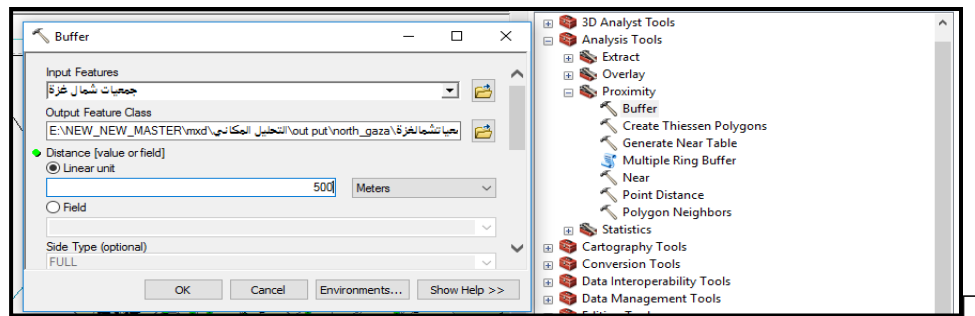 Buffer
Input Features
جمعيات شمال غزة
Output Feature Class
E:\NEW_NEW_MASTER\mxd\التحليل المكاني\out put\north_gaza\عياتشمالغزة
Distance [value or field]
Linear unit
500
Meters
Field
Side Type (optional)
FULL
OK
Cancel
Environments...
Show Help >>
3D Analyst Tools
Analysis Tools
Extract
Overlay
Proximity
Buffer
Create Thiessen Polygons
Generate Near Table
Multiple Ring Buffer
Near
Point Distance
Polygon Neighbors
Statistics
Cartography Tools
Conversion Tools
Data Interoperability Tools
Data Management Tools